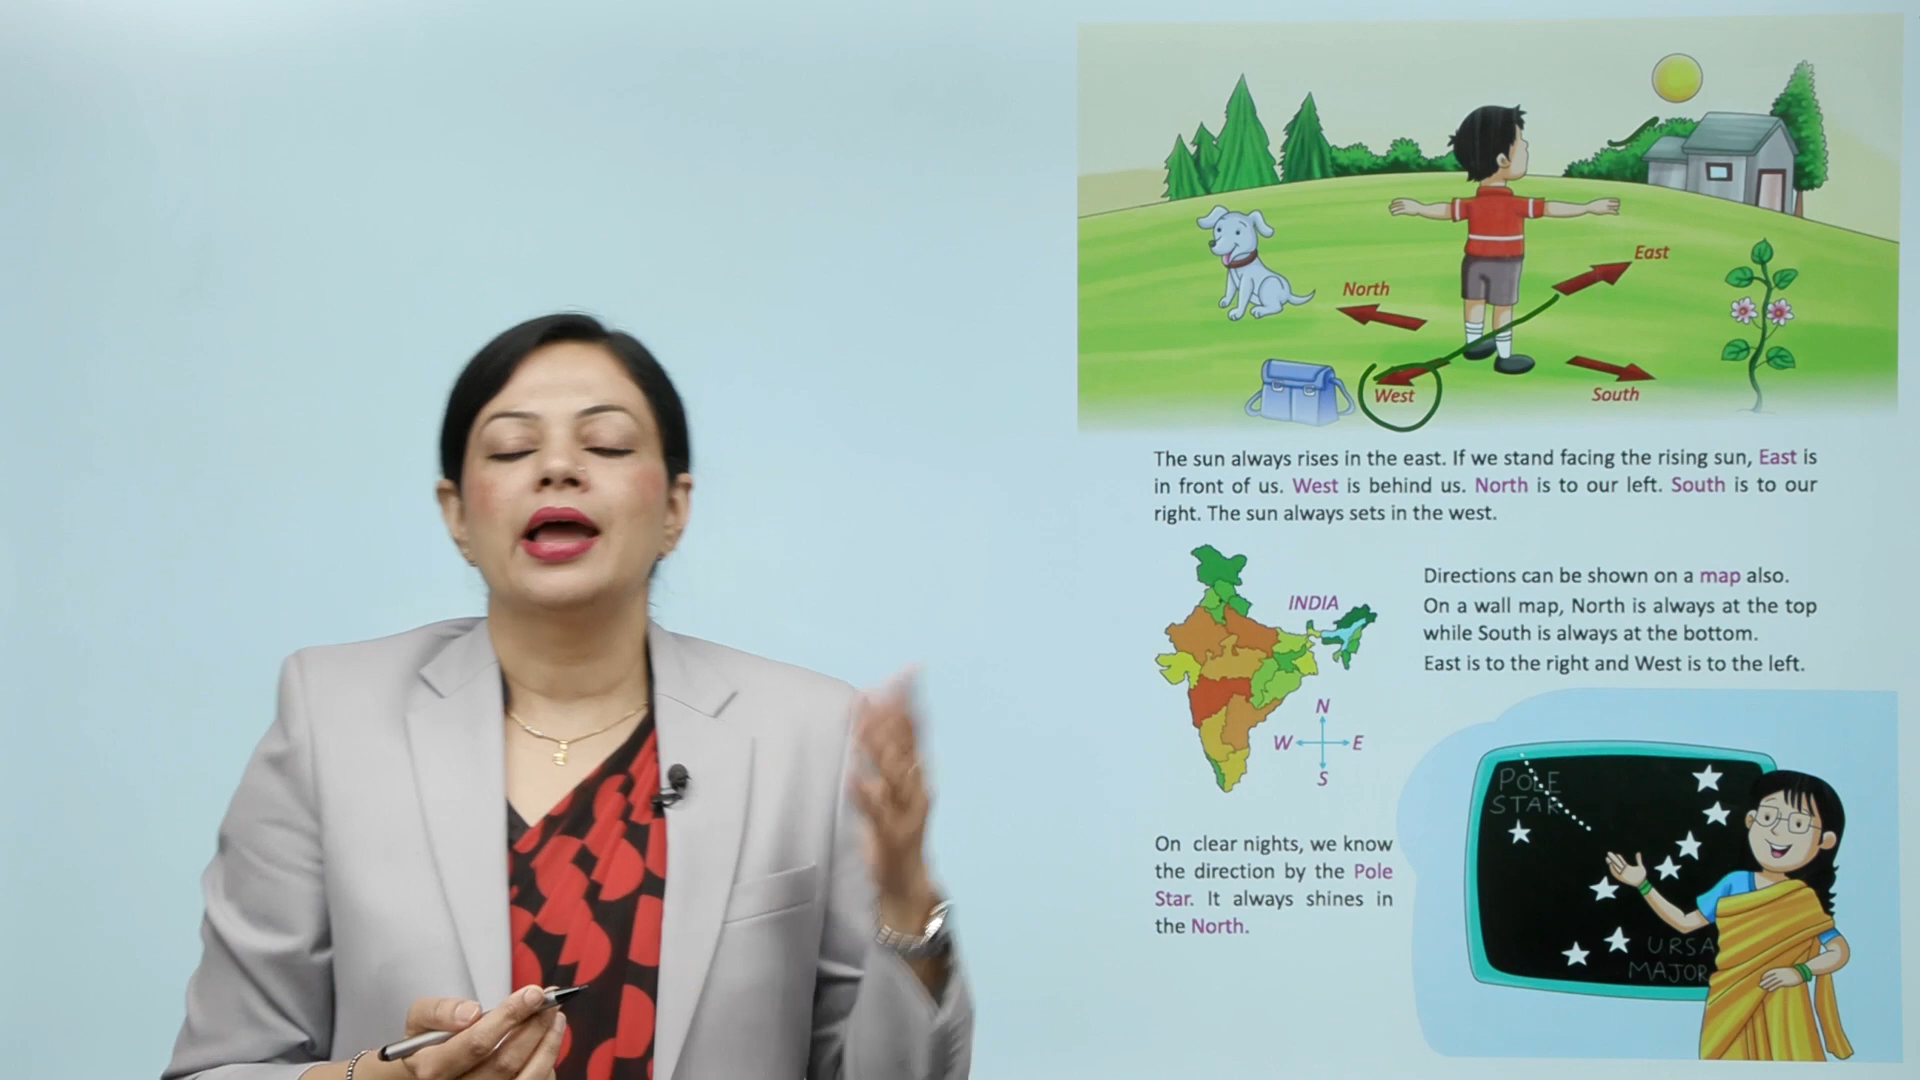 East
North
West
South
The sun always rises in the east. If we stand facing the rising sun, East is
in front of us. West is behind us. North is to our left. South is to our
right. The sun always sets in the west.
INDIA
Directions can be shown on a map also.
On a wall map, North is always at the top
while South is always at the bottom.
East is to the right and West is to the left.
N
W E
S
On clear nights, we know
the direction by the Pole
Star. It always shines in
the North.
POLE
STAR
URSA
MAJOR